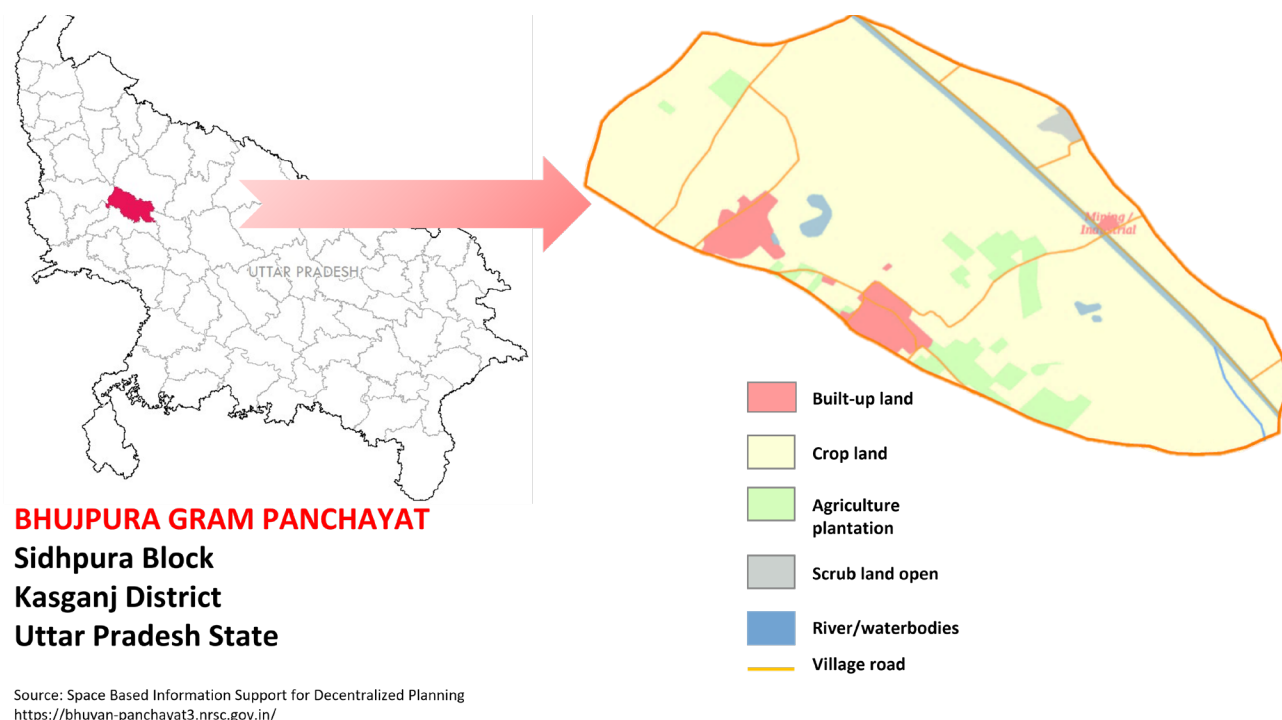 UTTAR PRADESH
Mining /
Industrial
BHUJPURA GRAM PANCHAYAT
Sidhpura Block
Kasganj District
Uttar Pradesh State
Built-up land
Crop land
Agriculture
plantation
Scrub land open
River/waterbodies
Village road
Source: Space Based Information Support for Decentralized Planning
https://bhuvan-panchayat3.nrsc.gov.in/